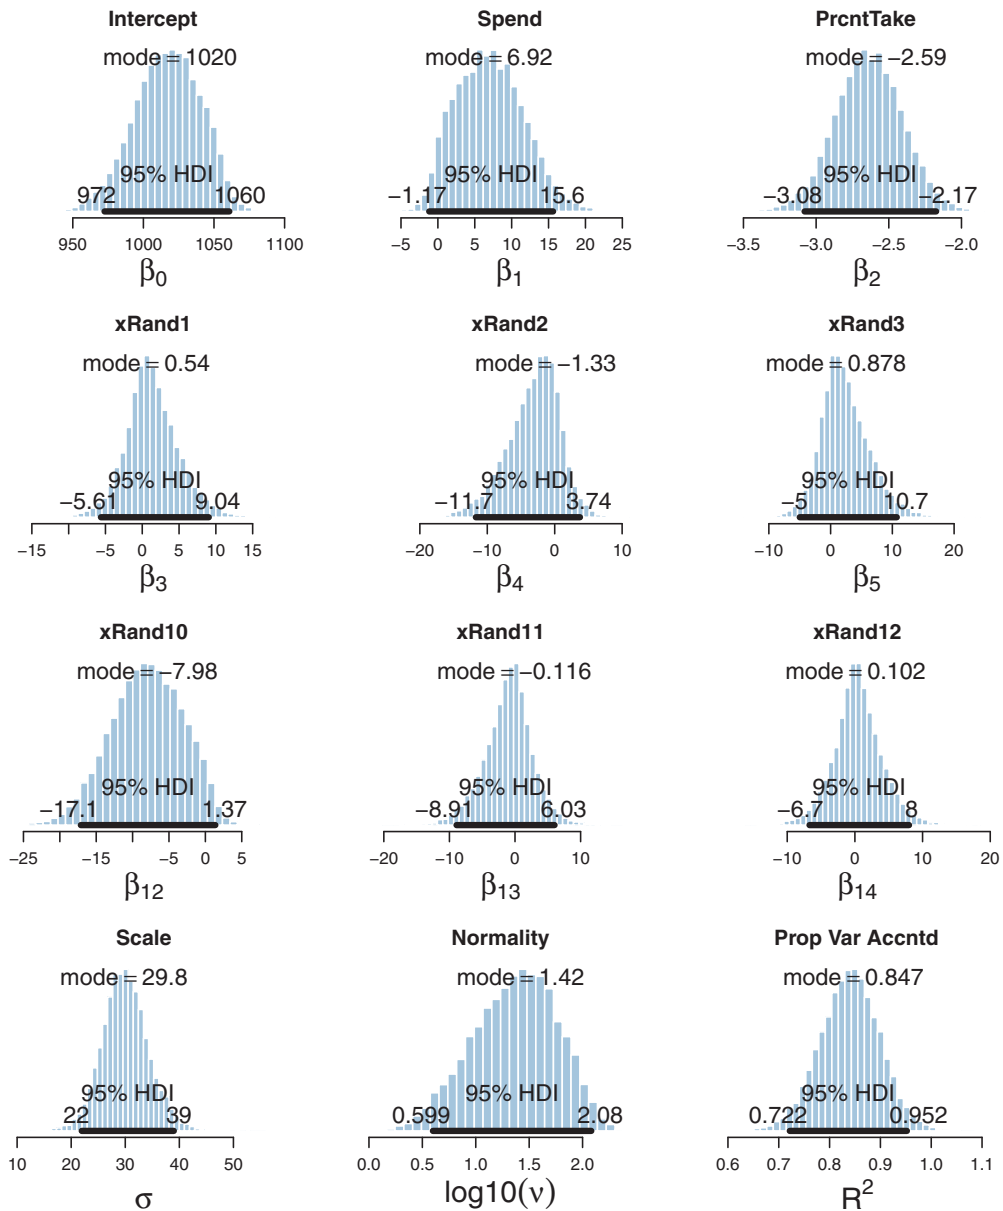 Intercept Spend PrcntTake
mode = 1020 mode = 6.92 mode = −2.59
95% HDI 95% HDI 95% HDI
972 1060 −1.17 15.6 −3.08 −2.17
950 1000 1050 1100 −5 0 5 10 15 20 25 −3.5 −3.0 −2.5 −2.0
β0 β1 β2
xRand1 xRand2 xRand3
mode = 0.54 mode = −1.33 mode = 0.878
95% HDI 95% HDI 95% HDI
−5.61 9.04 −11.7 3.74 −5 10.7
−15 −5 0 5 10 15 −20 −10 0 10 −10 0 10 20
β3 β4 β5
xRand10 xRand11 xRand12
mode = −7.98 mode = −0.116 mode = 0.102
95% HDI 95% HDI 95% HDI
−17.1 1.37 −8.91 6.03 −6.7 8
−25 −15 −5 0 5 −20 −10 0 10 −10 0 10 20
β12 β13 β14
Scale Normality Prop Var Accntd
mode = 29.8 mode = 1.42 mode = 0.847
95% HDI 95% HDI 95% HDI
22 39 0.599 2.08 0.722 0.952
10 20 30 40 50 0.0 0.5 1.0 1.5 2.0 0.6 0.7 0.8 0.9 1.0 1.1
σ log10(ν) R²